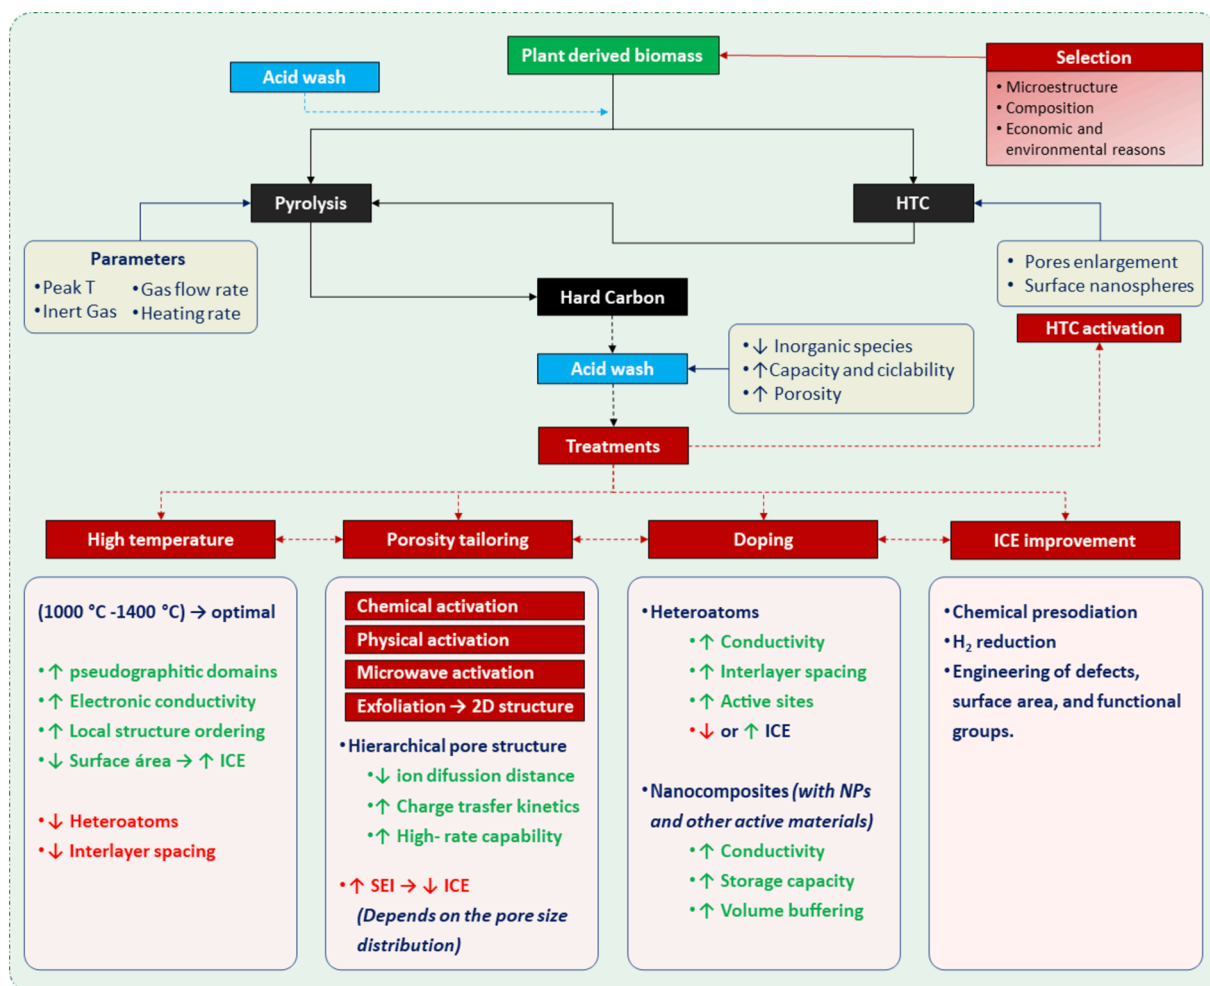 Plant derived biomass
Acid wash
Selection
• Microestructure
• Composition
• Economic and
environmental reasons
Pyrolysis
HTC
Parameters
• Peak T
• Gas flow rate
• Inert Gas
• Heating rate
• Pores enlargement
• Surface nanospheres
HTC activation
Hard Carbon
Acid wash
• ↓ Inorganic species
• ↑Capacity and ciclability
• ↑ Porosity
Treatments
High temperature
Porosity tailoring
Doping
ICE improvement
(1000 °C -1400 °C) → optimal
• ↑ pseudographitic domains
• ↑ Electronic conductivity
• ↑ Local structure ordering
• ↓ Surface área → ↑ ICE
• ↓ Heteroatoms
• ↓ Interlayer spacing
Chemical activation
Physical activation
Microwave activation
Exfoliation → 2D structure
• Hierarchical pore structure
• ↓ ion difussion distance
• ↑ Charge trasfer kinetics
• ↑ High- rate capability
• ↑ SEI → ↓ ICE
(Depends on the pore size
distribution)
• Heteroatoms
• ↑ Conductivity
• ↑ Interlayer spacing
• ↑ Active sites
• ↓ or ↑ ICE
• Nanocomposites (with NPs
and other active materials)
• ↑ Conductivity
• ↑ Storage capacity
• ↑ Volume buffering
• Chemical presodiation
• H₂ reduction
• Engineering of defects,
surface area, and functional
groups.